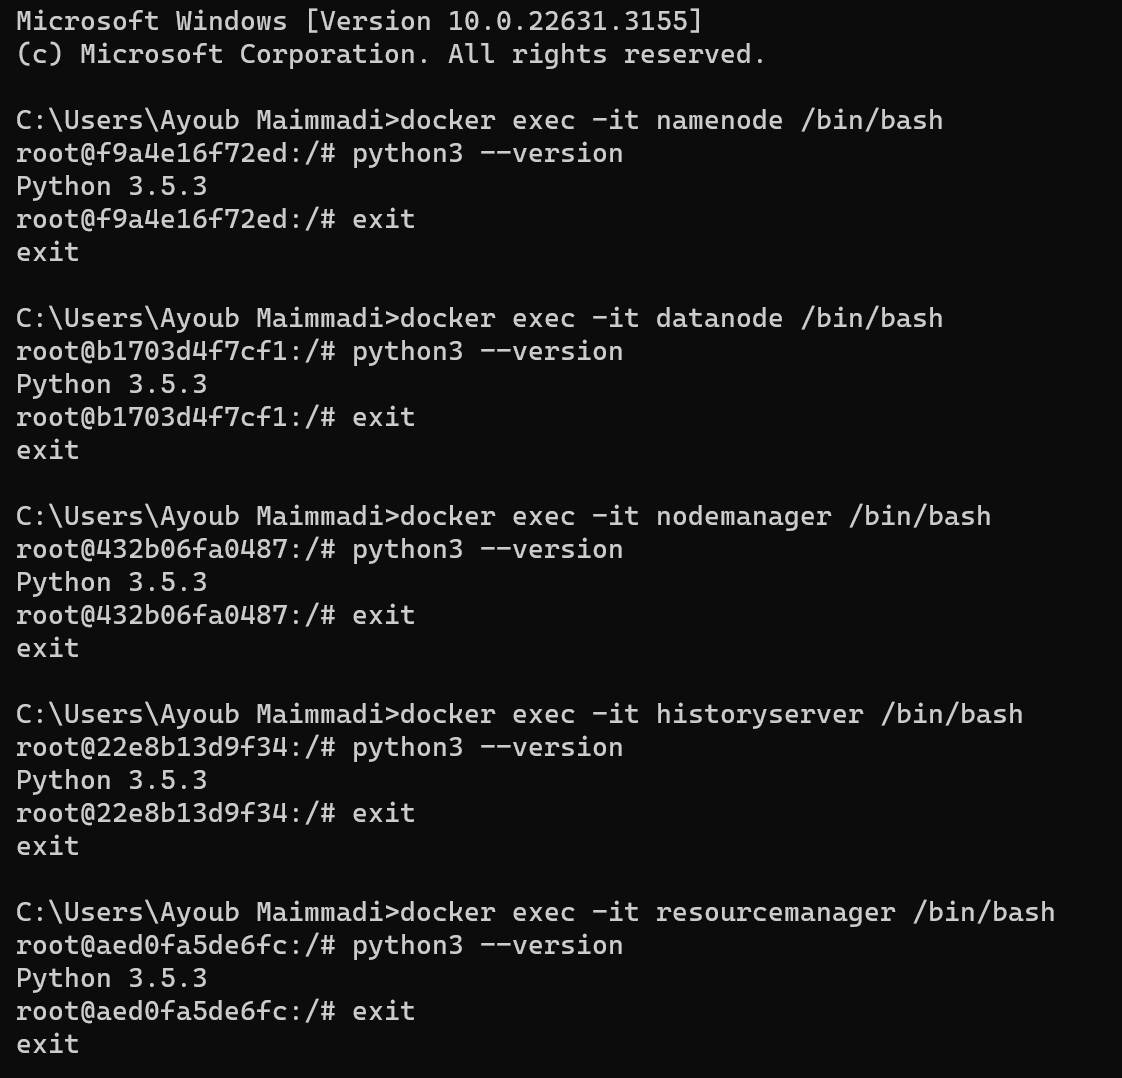 Microsoft Windows [Version 10.0.22631.3155]
(c) Microsoft Corporation. All rights reserved.
C:\Users\Ayoub Maimmadi>docker exec -it namenode /bin/bash
root@f9a4e16f72ed:/# python3 --version
Python 3.5.3
root@f9a4e16f72ed:/# exit
exit
C:\Users\Ayoub Maimmadi>docker exec -it datanode /bin/bash
root@b1703d4f7cf1:/# python3 --version
Python 3.5.3
root@b1703d4f7cf1:/# exit
exit
C:\Users\Ayoub Maimmadi>docker exec -it nodemanager /bin/bash
root@432b06fa0487:/# python3 --version
Python 3.5.3
root@432b06fa0487:/# exit
exit
C:\Users\Ayoub Maimmadi>docker exec -it historyserver /bin/bash
root@22e8b13d9f34:/# python3 --version
Python 3.5.3
root@22e8b13d9f34:/# exit
exit
C:\Users\Ayoub Maimmadi>docker exec -it resourcemanager /bin/bash
root@aed0fa5de6fc:/# python3 --version
Python 3.5.3
root@aed0fa5de6fc:/# exit
exit